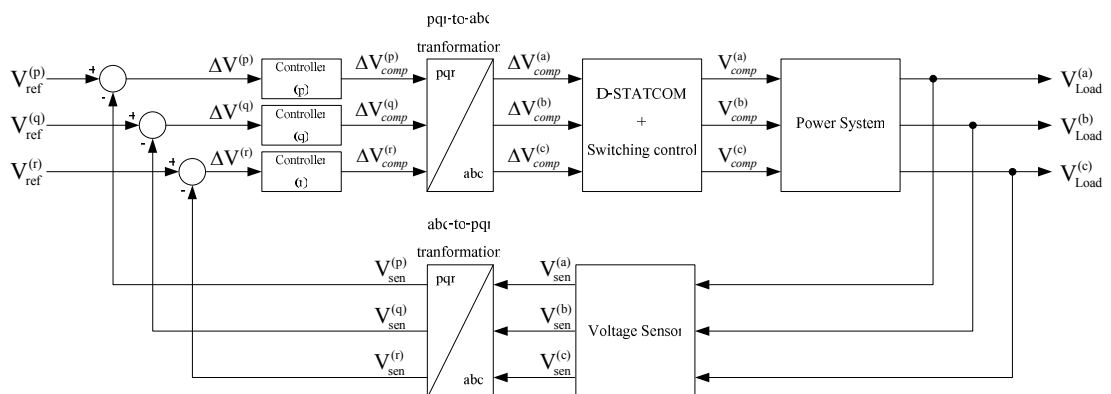 pqr-to-abc
tranformation
V_ref^(p)
+
-
ΔV^(p)
Controller
(p)
ΔV_comp^(p)
pqr
ΔV_comp^(a)
D-STATCOM
+
Switching control
V_comp^(a)
Power System
V_Load^(a)
V_ref^(q)
+
-
ΔV^(q)
Controller
(q)
ΔV_comp^(q)
ΔV_comp^(b)
V_comp^(b)
V_Load^(b)
V_ref^(r)
+
-
ΔV^(r)
Controller
(r)
ΔV_comp^(r)
abc
ΔV_comp^(c)
V_comp^(c)
V_Load^(c)
abc-to-pqr
tranformation
V_sen^(p)
pqr
V_sen^(a)
V_sen^(q)
V_sen^(b)
Voltage Sensor
V_sen^(r)
abc
V_sen^(c)